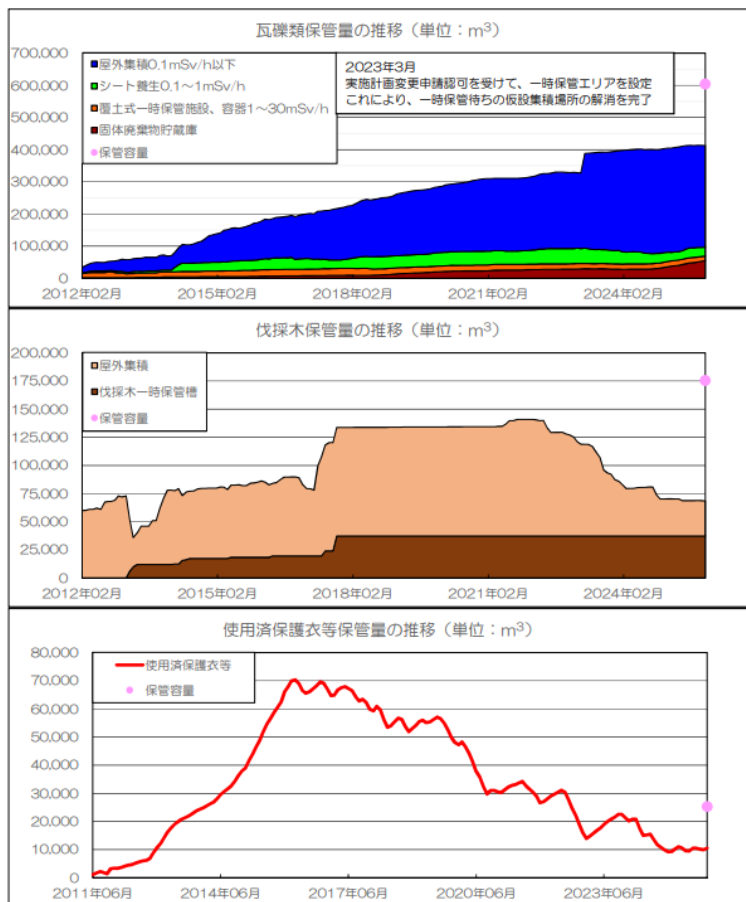 瓦礫類保管量の推移（単位：m³）
700,000
600,000
500,000
400,000
300,000
200,000
100,000
0
屋外集積0.1mSv/h以下
シート養生0.1～1mSv/h
覆土式一時保管施設、容器1～30mSv/h
固体廃棄物貯蔵庫
保管容量
2023年3月
実施計画変更申請認可を受けて、一時保管エリアを設定
これにより、一時保管待ちの仮設集積場所の解消を完了
2012年02月 2015年02月 2018年02月 2021年02月 2024年02月
伐採木保管量の推移（単位：m³）
200,000
175,000
150,000
125,000
100,000
75,000
50,000
25,000
0
屋外集積
伐採木一時保管槽
保管容量
2012年02月 2015年02月 2018年02月 2021年02月 2024年02月
使用済保護衣等保管量の推移（単位：m³）
80,000
70,000
60,000
50,000
40,000
30,000
20,000
10,000
0
使用済保護衣等
保管容量
2011年06月 2014年06月 2017年06月 2020年06月 2023年06月